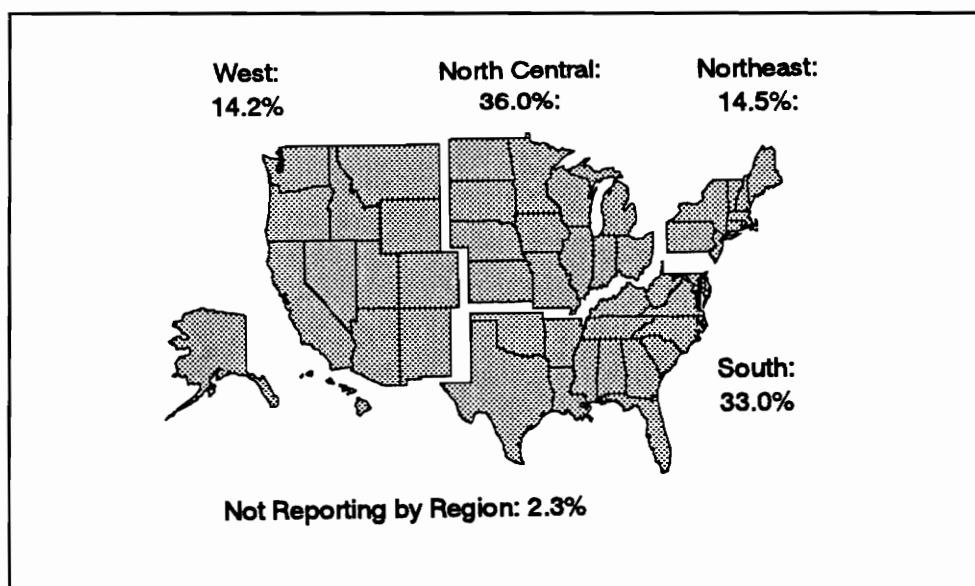 West:
14.2%
North Central:
36.0%:
Northeast:
14.5%:
South:
33.0%
Not Reporting by Region: 2.3%